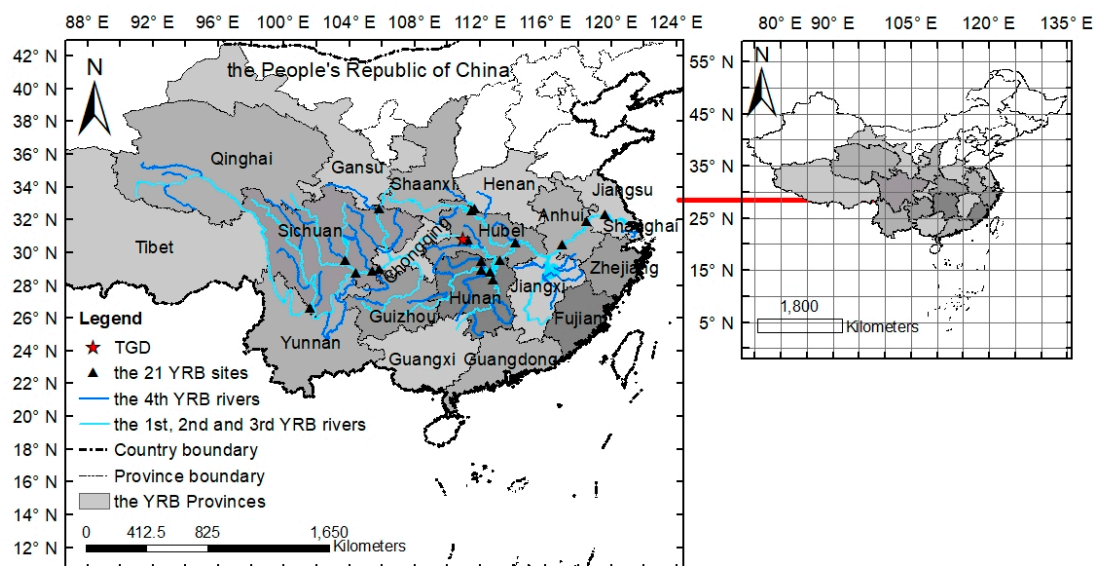 88° E 92° E 96° E 100° E 104° E 108° E 112° E 116° E 120° E 124° E
80° E 90° E 105° E 120° E 135° E
42° N
40° N
38° N
36° N
34° N
32° N
30° N
28° N
26° N
24° N
22° N
20° N
18° N
16° N
14° N
12° N
N
the People's Republic of China
Qinghai
Gansu
Shaanxi
Henan
Jiangsu
Anhui
Shanghai
Tibet
Sichuan
Chongqing
Hubei
Zhejiang
Jiangxi
Hunan
Guizhou
Fujian
Yunnan
Guangxi
Guangdong
Legend
TGD
the 21 YRB sites
the 4th YRB rivers
the 1st, 2nd and 3rd YRB rivers
Country boundary
Province boundary
the YRB Provinces
0 412.5 825 1,650
Kilometers
N
55° N
45° N
35° N
25° N
15° N
5° N
1,800
Kilometers